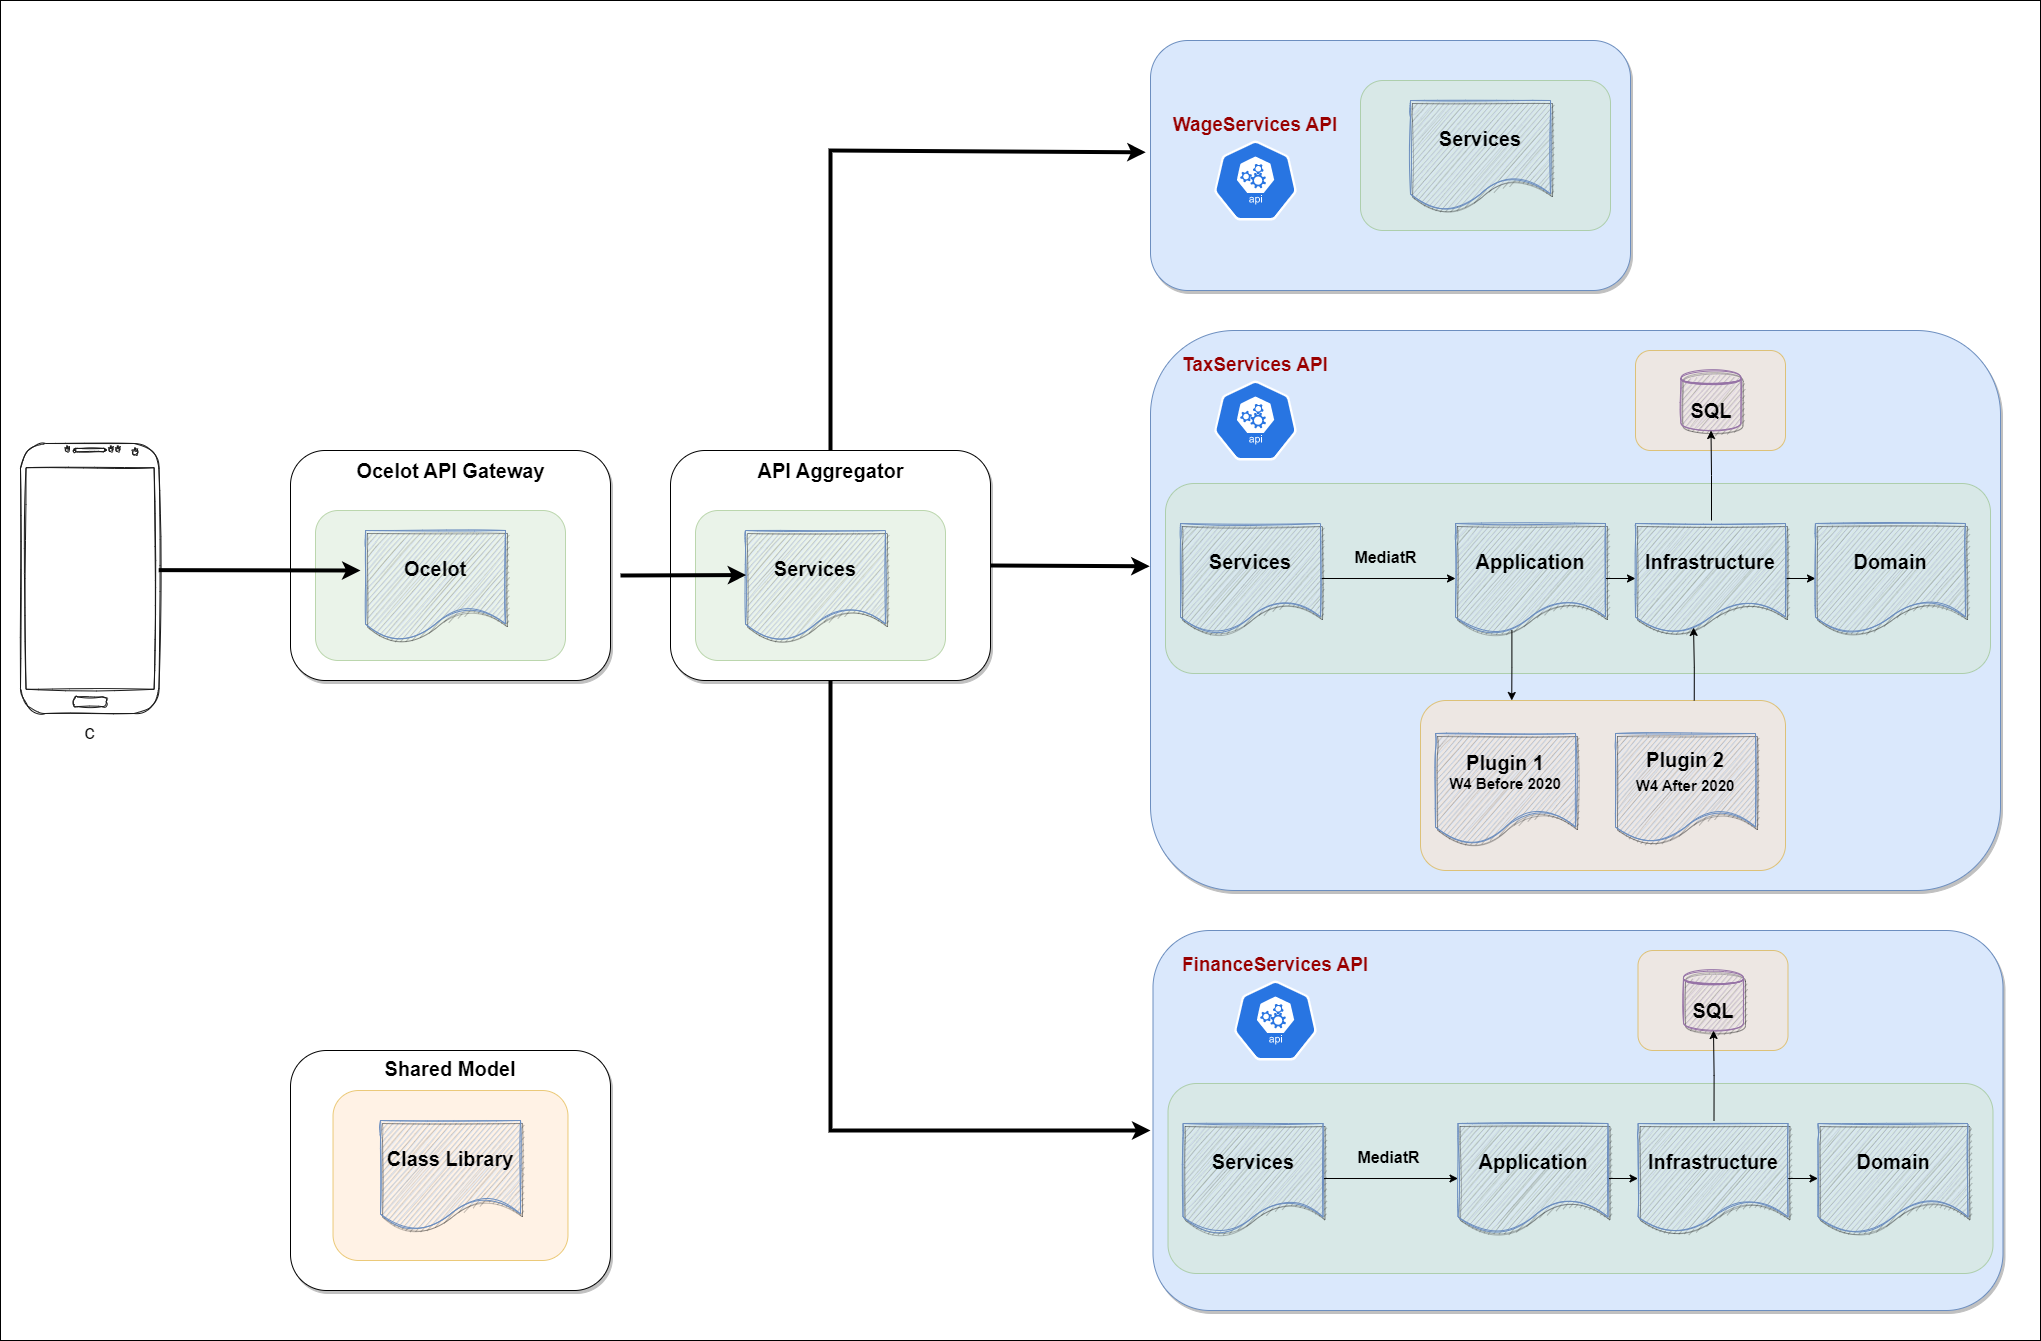 WageServices API
api
Services
TaxServices API
api
SQL
Services
MediatR
Application
Infrastructure
Domain
Plugin 1
W4 Before 2020
Plugin 2
W4 After 2020
C
Ocelot API Gateway
Ocelot
API Aggregator
Services
FinanceServices API
api
SQL
Services
MediatR
Application
Infrastructure
Domain
Shared Model
Class Library